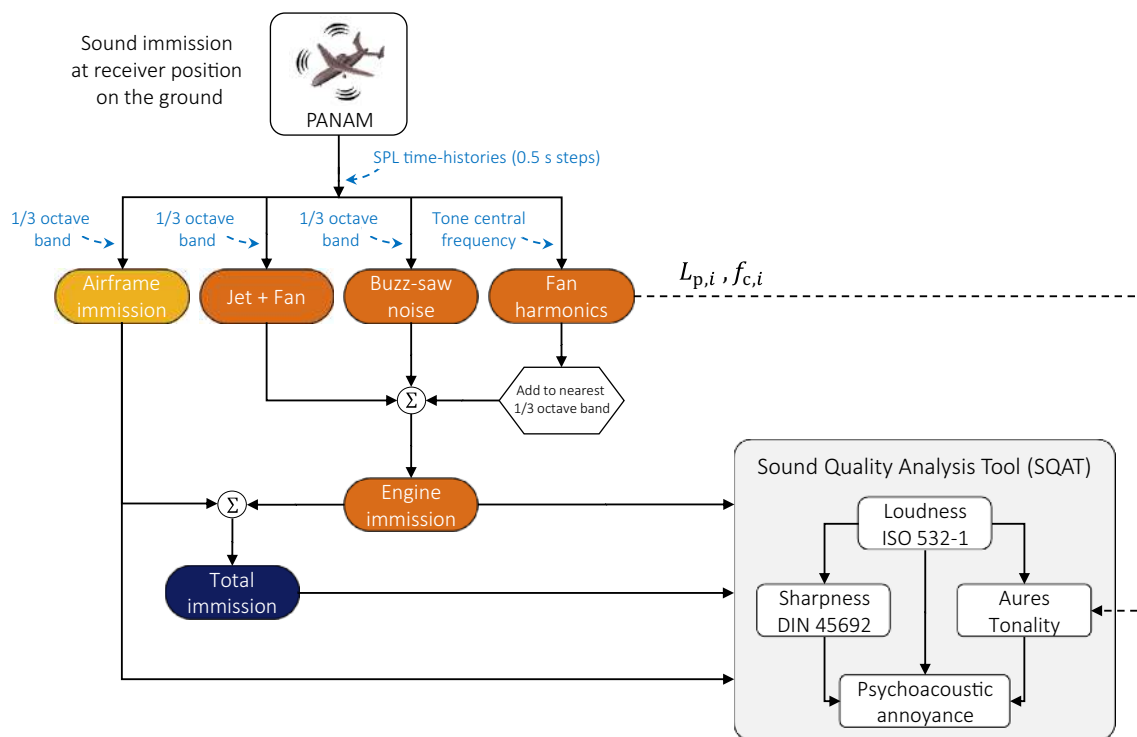 Sound immission
at receiver position
on the ground
PANAM
SPL time-histories (0.5 s steps)
1/3 octave
band
1/3 octave
band
1/3 octave
band
Tone central
frequency
Airframe
immission
Jet + Fan
Buzz-saw
noise
Fan
harmonics
L_{p,i} , f_{c,i}
Add to nearest
1/3 octave band
Σ
Sound Quality Analysis Tool (SQAT)
Engine
immission
Σ
Loudness
ISO 532-1
Total
immission
Sharpness
DIN 45692
Aures
Tonality
Psychoacoustic
annoyance